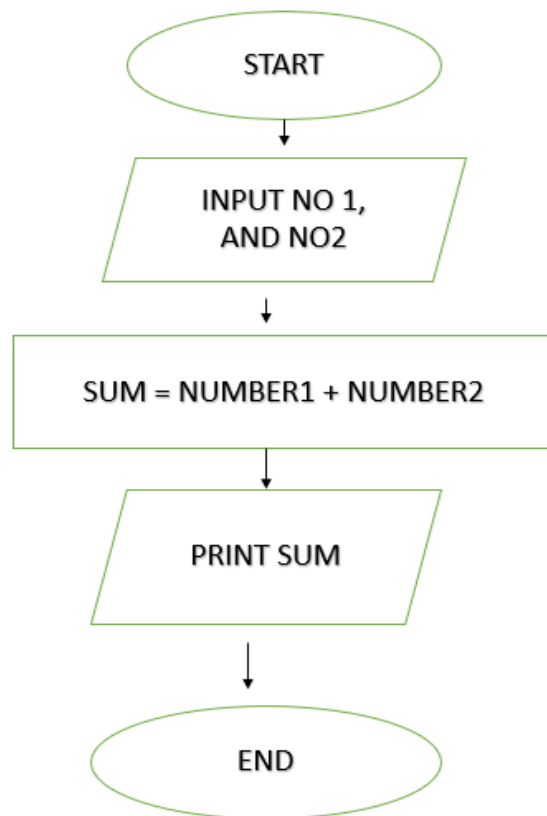 START
INPUT NO 1,
AND NO2
SUM = NUMBER1 + NUMBER2
PRINT SUM
END